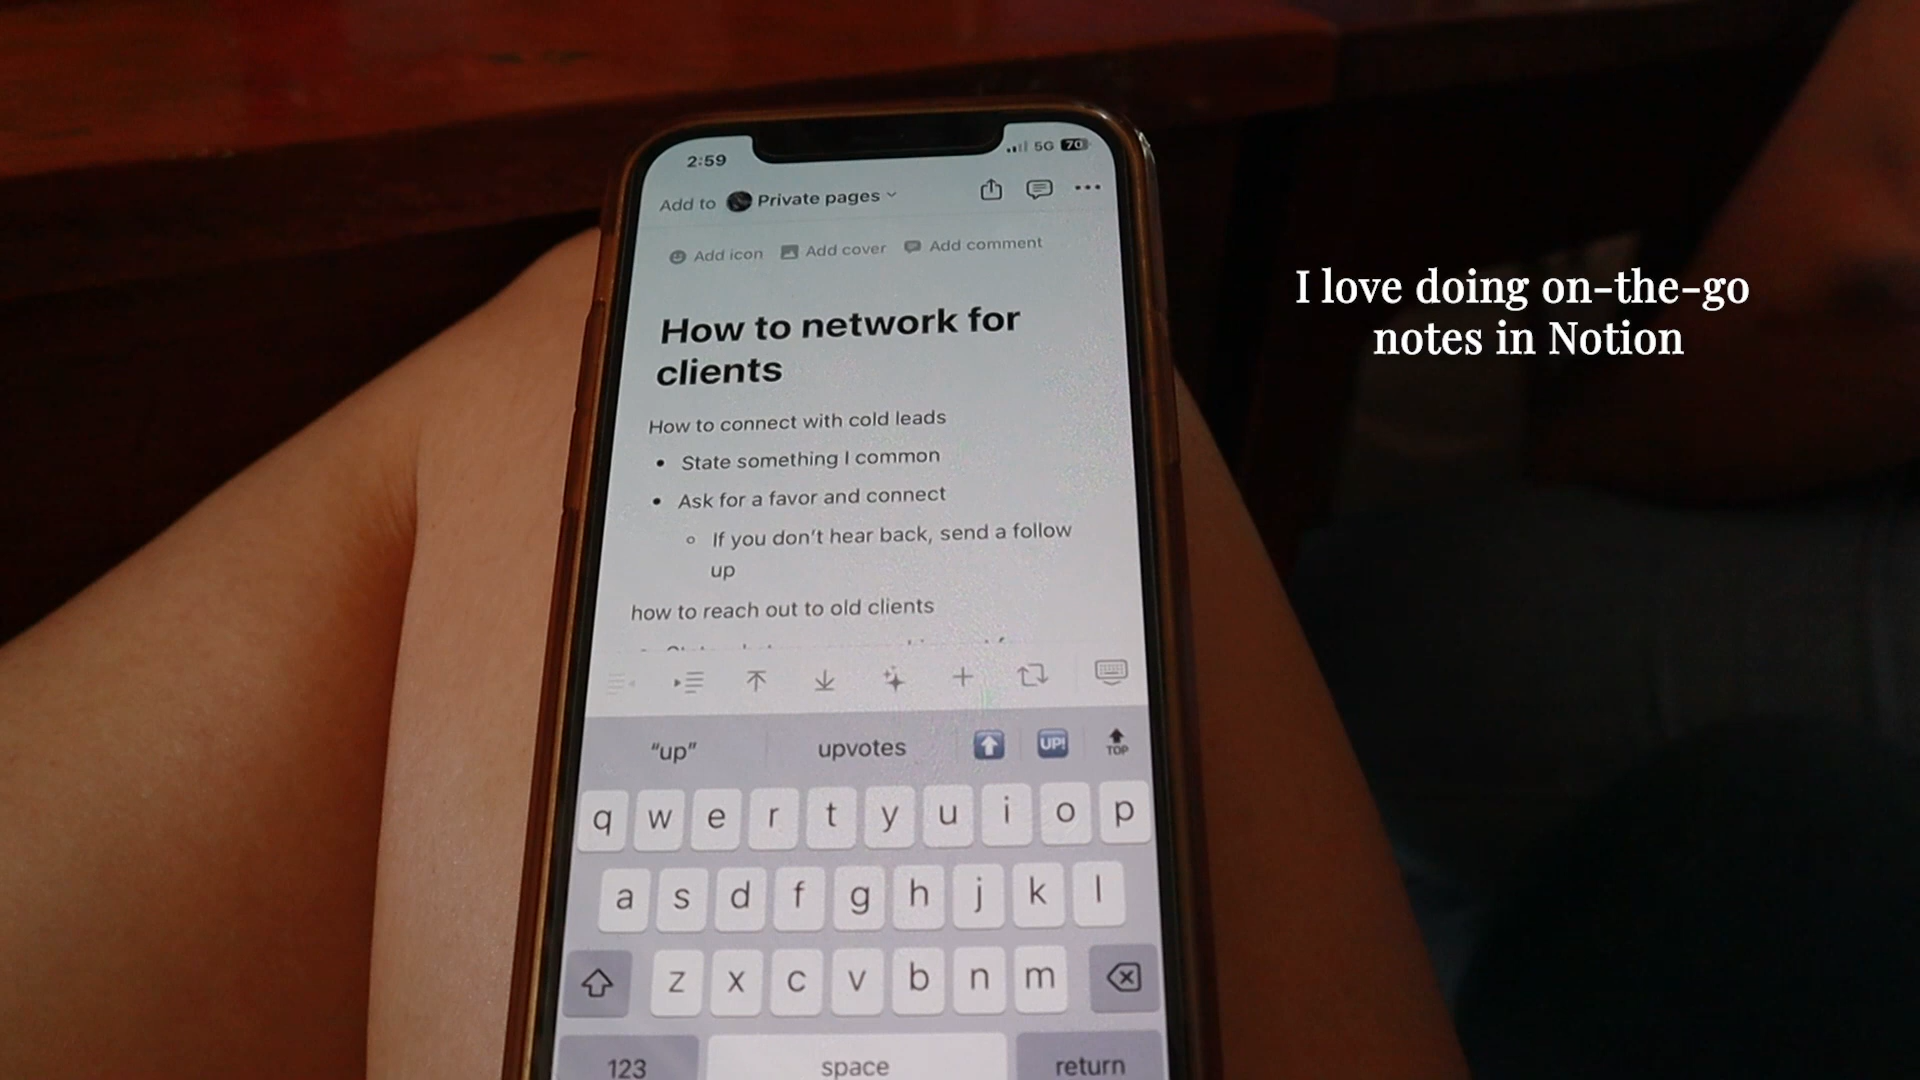 2:59
5G 70
Add to Private pages
Add icon Add cover Add comment
How to network for
clients
How to connect with cold leads
• State something I common
• Ask for a favor and connect
◦ If you don't hear back, send a follow
up
how to reach out to old clients
"up" upvotes UP! TOP
q w e r t y u i o p
a s d f g h j k l
z x c v b n m
123 space return
I love doing on-the-go
notes in Notion